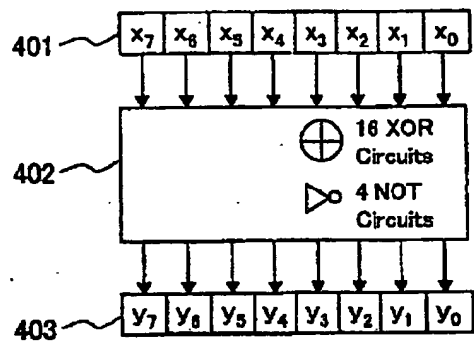 401 x₇ x₆ x₅ x₄ x₃ x₂ x₁ x₀
402
16 XOR
Circuits
4 NOT
Circuits
403 y₇ y₆ y₅ y₄ y₃ y₂ y₁ y₀